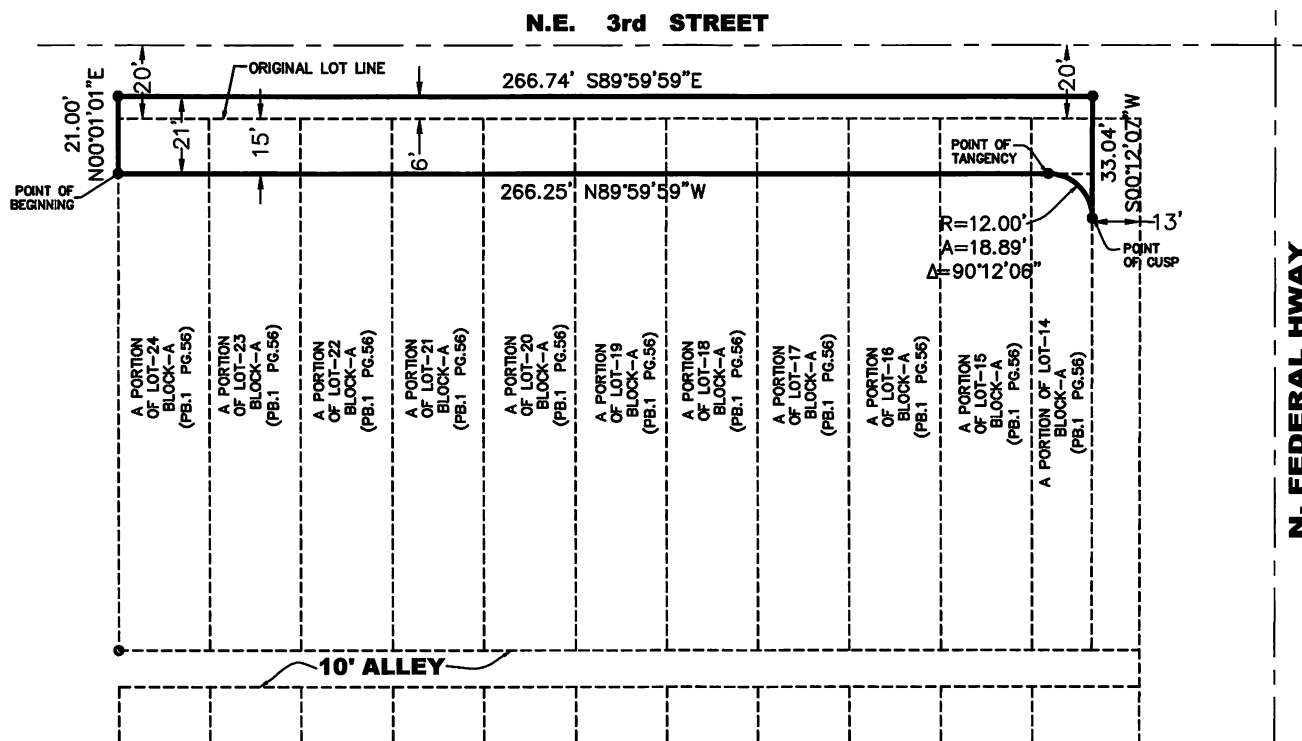 N.E. 3rd STREET
20'
ORIGINAL LOT LINE
266.74' S89°59'59"E
20'
21.00'
N00°01'01"E
21'
15'
6'
POINT OF
TANGENCY
33.04'
S00°12'07"W
POINT OF
BEGINNING
266.25' N89°59'59"W
R=12.00'
A=18.89'
Δ=90°12'06"
13'
POINT
OF CUSP
A PORTION
OF LOT-24
BLOCK-A
(PB.1 PG.56)
A PORTION
OF LOT-23
BLOCK-A
(PB.1 PG.56)
A PORTION
OF LOT-22
BLOCK-A
(PB.1 PG.56)
A PORTION
OF LOT-21
BLOCK-A
(PB.1 PG.56)
A PORTION
OF LOT-20
BLOCK-A
(PB.1 PG.56)
A PORTION
OF LOT-19
BLOCK-A
(PB.1 PG.56)
A PORTION
OF LOT-18
BLOCK-A
(PB.1 PG.56)
A PORTION
OF LOT-17
BLOCK-A
(PB.1 PG.56)
A PORTION
OF LOT-16
BLOCK-A
(PB.1 PG.56)
A PORTION
OF LOT-15
BLOCK-A
(PB.1 PG.56)
A PORTION OF LOT-14
BLOCK-A
(PB.1 PG.56)
N. FEDERAL HWAY
10' ALLEY